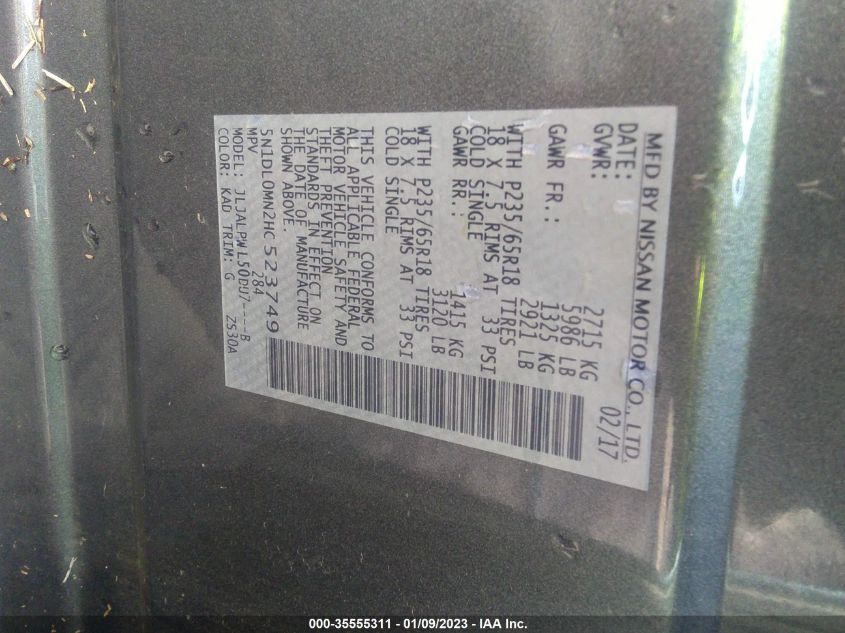 MFD BY NISSAN MOTOR CO., LTD.
DATE: 02/17
GVWR: 2715 KG
5986 LB
GAWR FR.: 1325 KG
2921 LB
WITH P235/65R18 TIRES
18 X 7.5 RIMS AT 33 PSI
COLD SINGLE
GAWR RR.: 1415 KG
3120 LB
WITH P235/65R18 TIRES
18 X 7.5 RIMS AT 33 PSI
COLD SINGLE
THIS VEHICLE CONFORMS TO
ALL APPLICABLE FEDERAL
MOTOR VEHICLE SAFETY AND
THEFT PREVENTION
STANDARDS IN EFFECT ON
THE DATE OF MANUFACTURE
SHOWN ABOVE.
5N1DL0MN2HC523749
MPV 284
MODEL: JLJALPWL50DU7----B
COLOR: KAD TRIM: G ZS30A
000-35555311 - 01/09/2023 - IAA Inc.